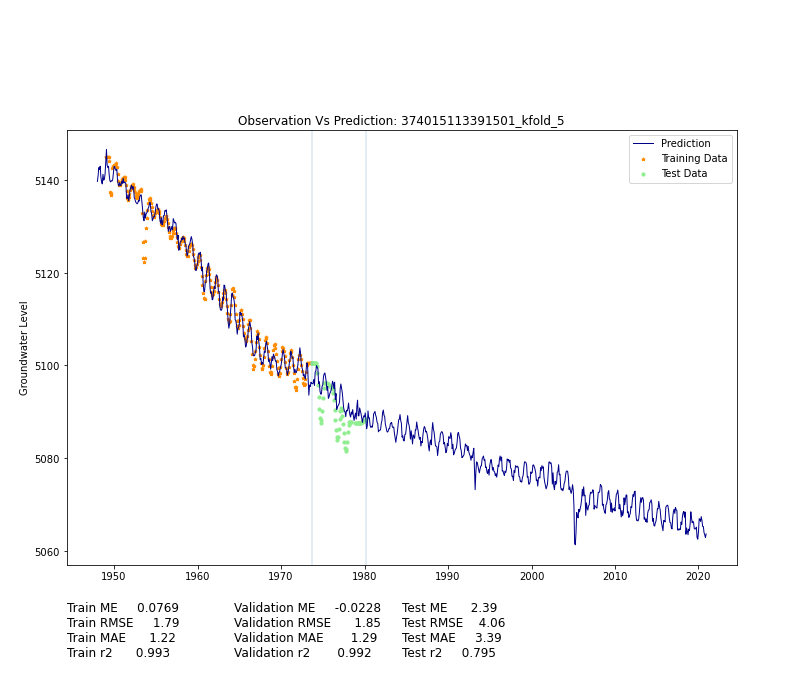 Observation Vs Prediction: 374015113391501_kfold_5
Prediction
Training Data
Test Data
5140
5120
5100
5080
5060
Groundwater Level
1950 1960 1970 1980 1990 2000 2010 2020
Train ME 0.0769 Validation ME -0.0228 Test ME 2.39
Train RMSE 1.79 Validation RMSE 1.85 Test RMSE 4.06
Train MAE 1.22 Validation MAE 1.29 Test MAE 3.39
Train r2 0.993 Validation r2 0.992 Test r2 0.795